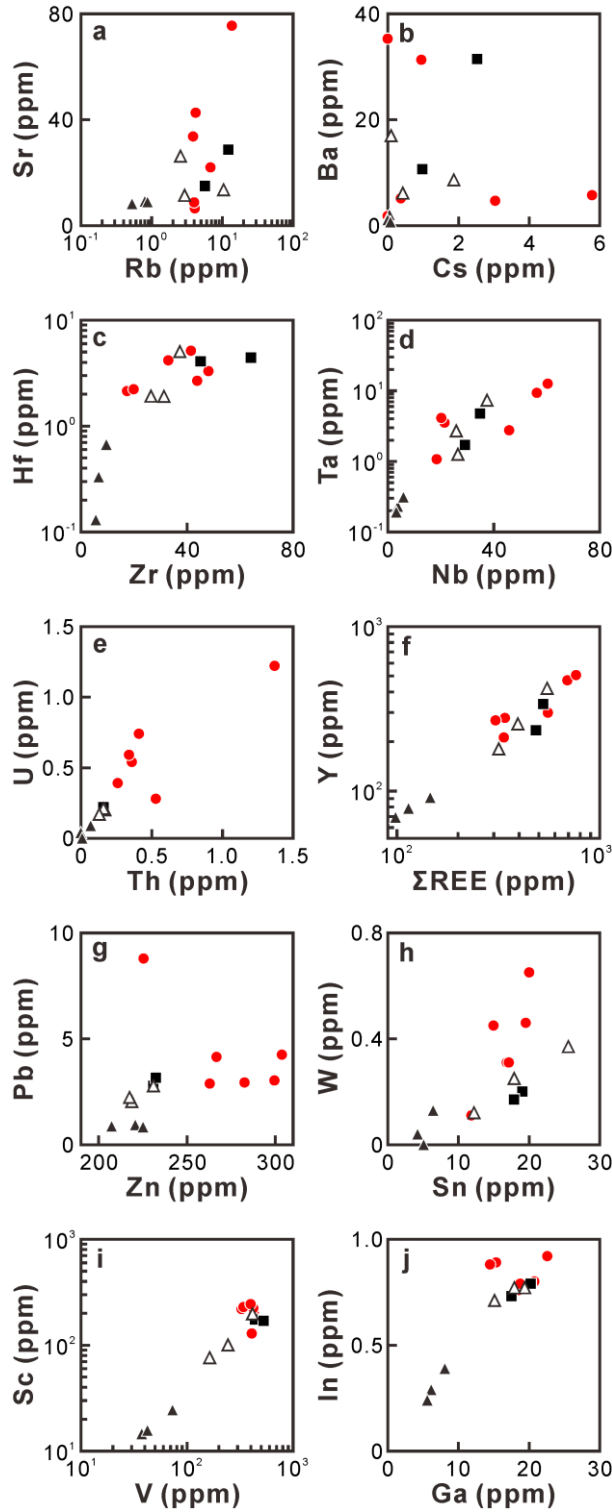 a
80
40
0
Sr (ppm)
10-1 100 101 102
Rb (ppm)
b
40
20
0
Ba (ppm)
0 2 4 6
Cs (ppm)
c
101
100
10-1
Hf (ppm)
0 40 80
Zr (ppm)
d
102
101
100
10-1
Ta (ppm)
0 40 80
Nb (ppm)
e
1.5
1.0
0.5
0
U (ppm)
0 0.5 1.0 1.5
Th (ppm)
f
103
102
Y (ppm)
102 103
ΣREE (ppm)
g
10
5
0
Pb (ppm)
200 250 300
Zn (ppm)
h
0.8
0.4
0
W (ppm)
0 10 20 30
Sn (ppm)
i
103
102
101
Sc (ppm)
101 102 103
V (ppm)
j
1.0
0.5
0
In (ppm)
0 10 20 30
Ga (ppm)